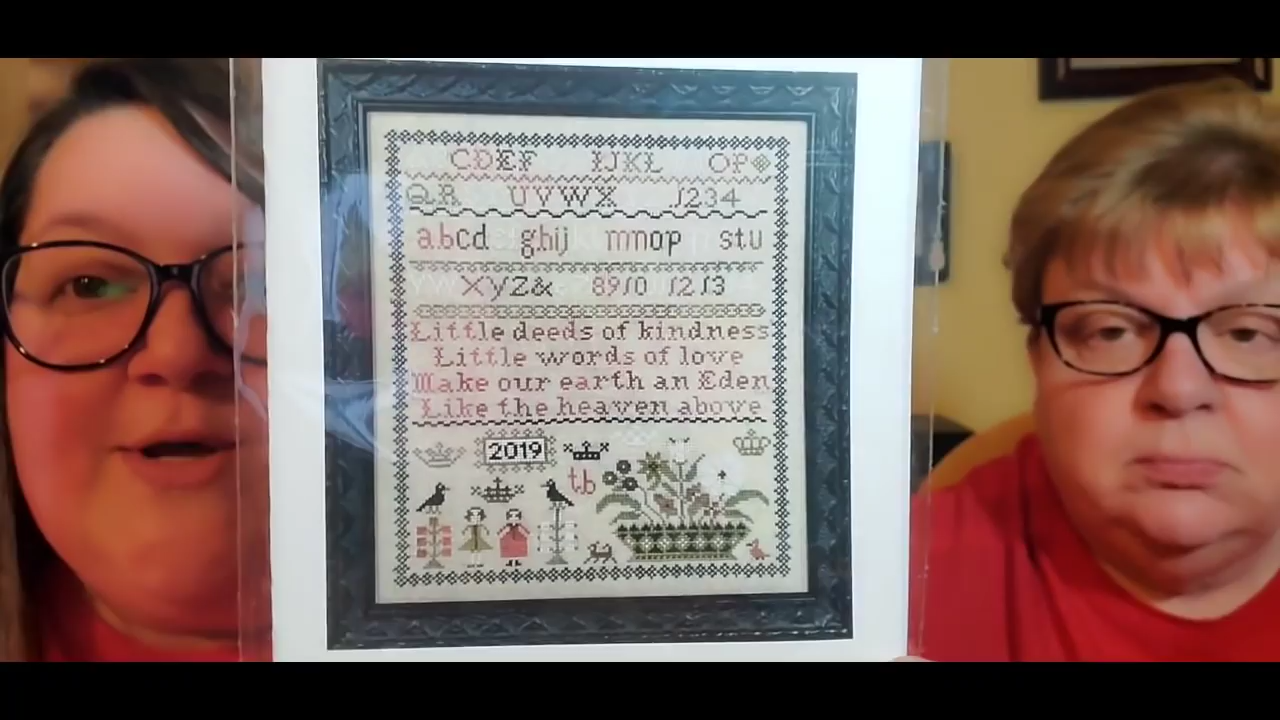 CDEF IJKL OP
QR UVWX 1234
abcd ghij mnop stu
xyz& 8910 1213
Little deeds of kindness
Little words of love
Make our earth an Eden
Like the heaven above
2019
tb